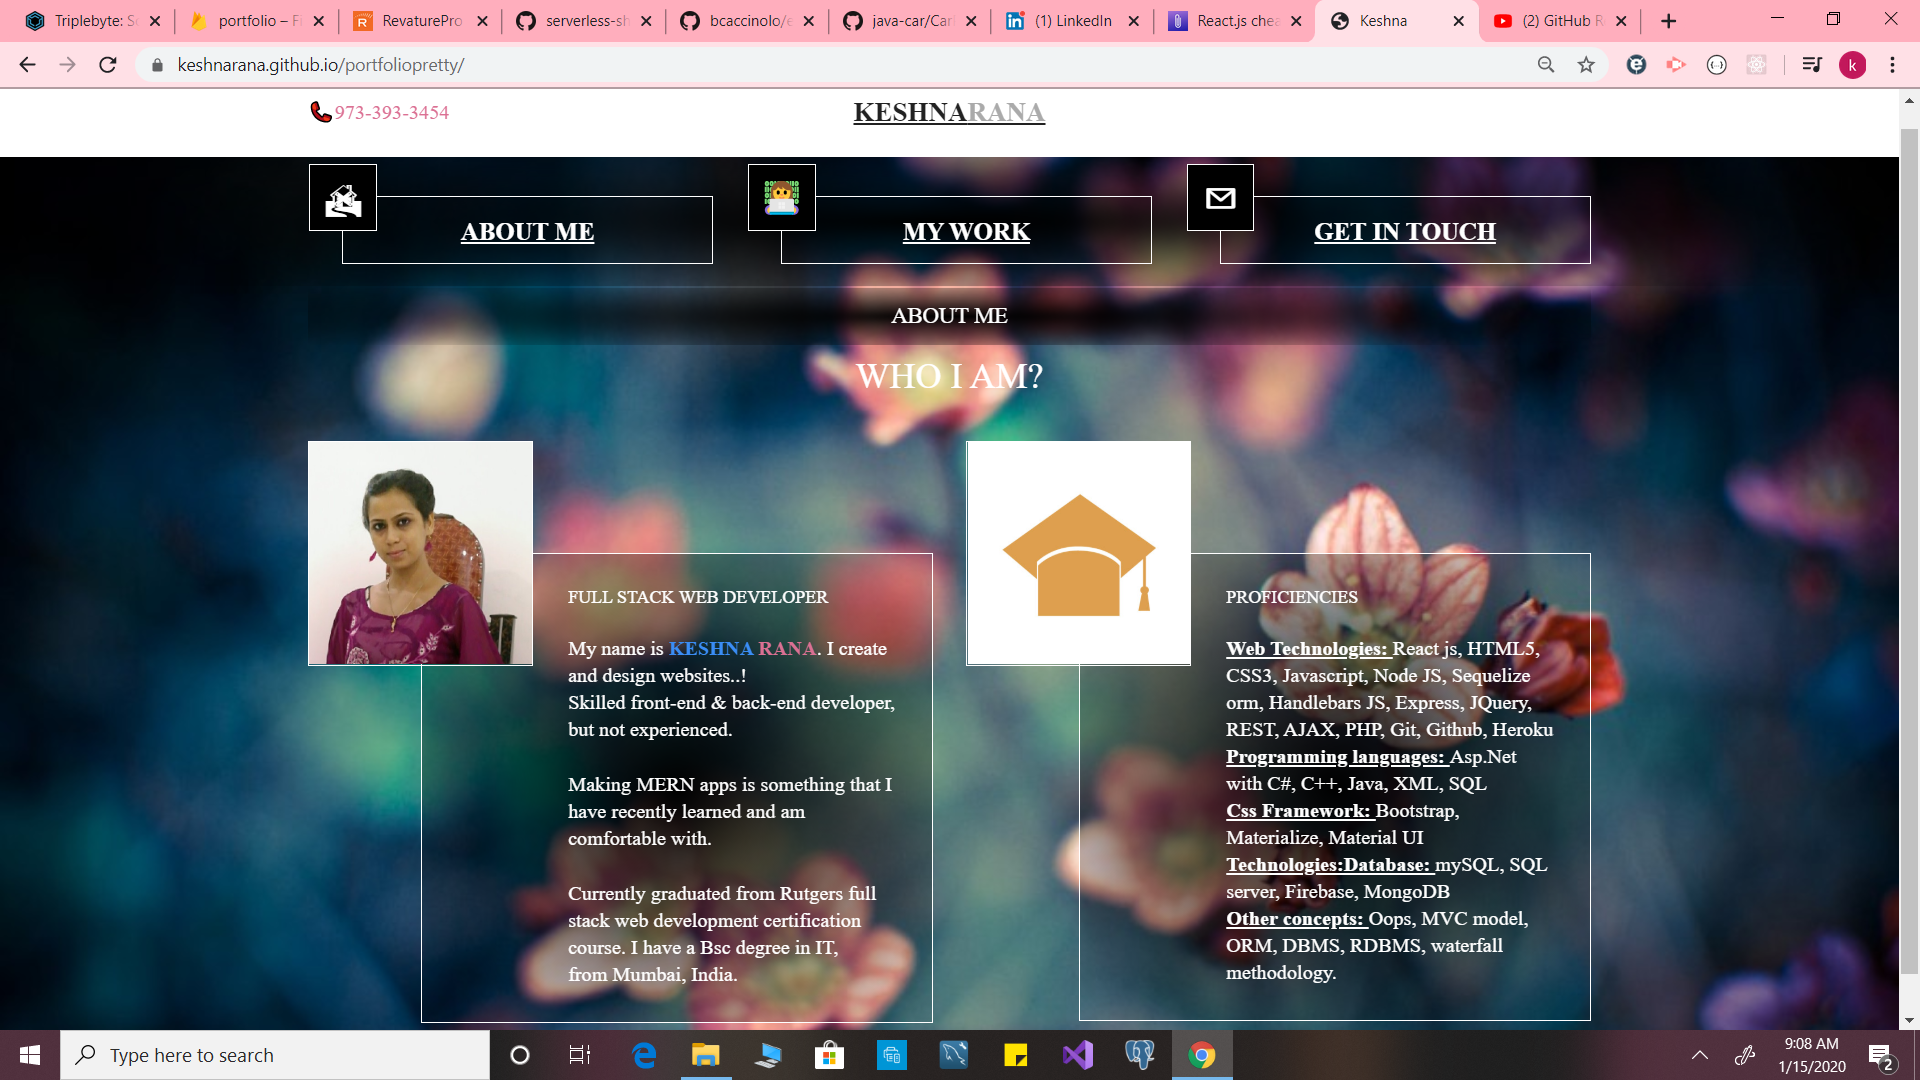 Triplebyte: S
portfolio – Fi
RevaturePro
serverless-sh
bcaccinolo/e
java-car/Car
(1) LinkedIn
React.js chea
Keshna
(2) GitHub R
keshnarana.github.io/portfoliopretty/
k
973-393-3454
KESHNARANA
ABOUT ME
MY WORK
GET IN TOUCH
ABOUT ME
WHO I AM?
FULL STACK WEB DEVELOPER
My name is KESHNA RANA. I create
and design websites..!
Skilled front-end & back-end developer,
but not experienced.
Making MERN apps is something that I
have recently learned and am
comfortable with.
Currently graduated from Rutgers full
stack web development certification
course. I have a Bsc degree in IT,
from Mumbai, India.
PROFICIENCIES
Web Technologies: React js, HTML5,
CSS3, Javascript, Node JS, Sequelize
orm, Handlebars JS, Express, JQuery,
REST, AJAX, PHP, Git, Github, Heroku
Programming languages: Asp.Net
with C#, C++, Java, XML, SQL
Css Framework: Bootstrap,
Materialize, Material UI
Technologies:Database: mySQL, SQL
server, Firebase, MongoDB
Other concepts: Oops, MVC model,
ORM, DBMS, RDBMS, waterfall
methodology.
Type here to search
9:08 AM
1/15/2020
2